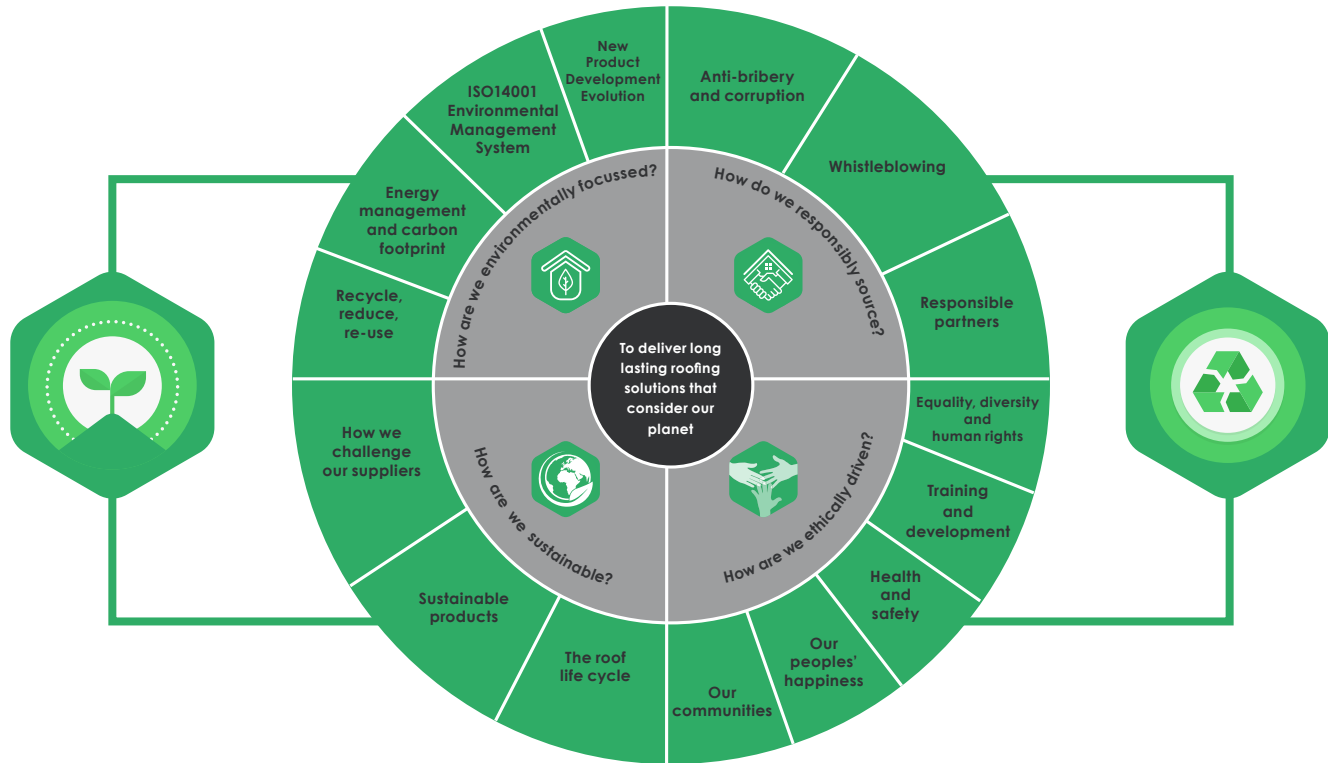 New
Product
Development
Evolution
Anti-bribery
and corruption
ISO14001
Environmental
Management
System
Whistleblowing
Energy
management
and carbon
footprint
How are we environmentally focussed?
How do we responsibly source?
Recycle,
reduce,
re-use
Responsible
partners
To deliver long
lasting roofing
solutions that
consider our
planet
How we
challenge
our suppliers
Equality, diversity
and
human rights
How are we sustainable?
How are we ethically driven?
Training
and
development
Sustainable
products
Health
and
safety
The roof
life cycle
Our
peoples’
happiness
Our
communities